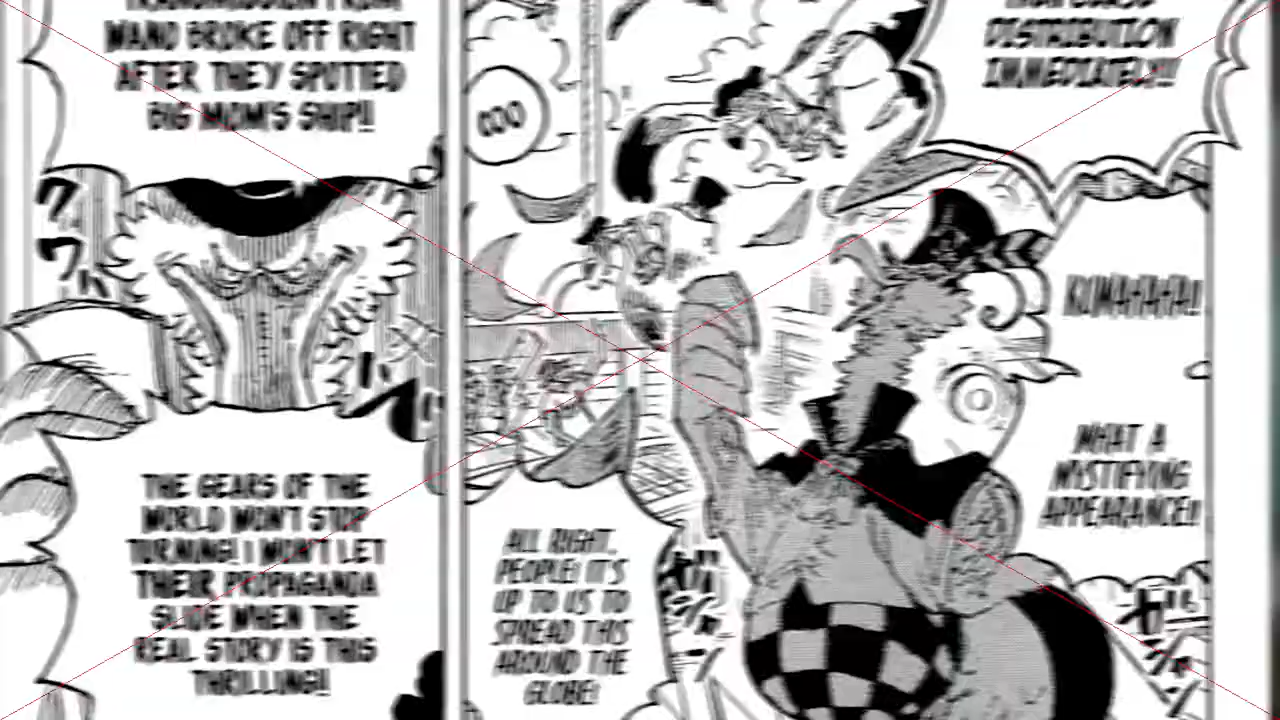 DISTRIBUTION
IMMEDIATELY!!
KUWAHAHA!
WHAT A
MYSTIFYING
APPEARANCE!!
ALL RIGHT,
PEOPLE! IT'S
UP TO US TO
SPREAD THIS
AROUND THE
GLOBE!
WANO BROKE OFF RIGHT
AFTER THEY SPOTTED
BIG MOM'S SHIP!!
THE GEARS OF THE
WORLD WON'T STOP
TURNING! I WON'T LET
THEIR PROPAGANDA
SLIDE WHEN THE
REAL STORY IS THIS
THRILLING!!